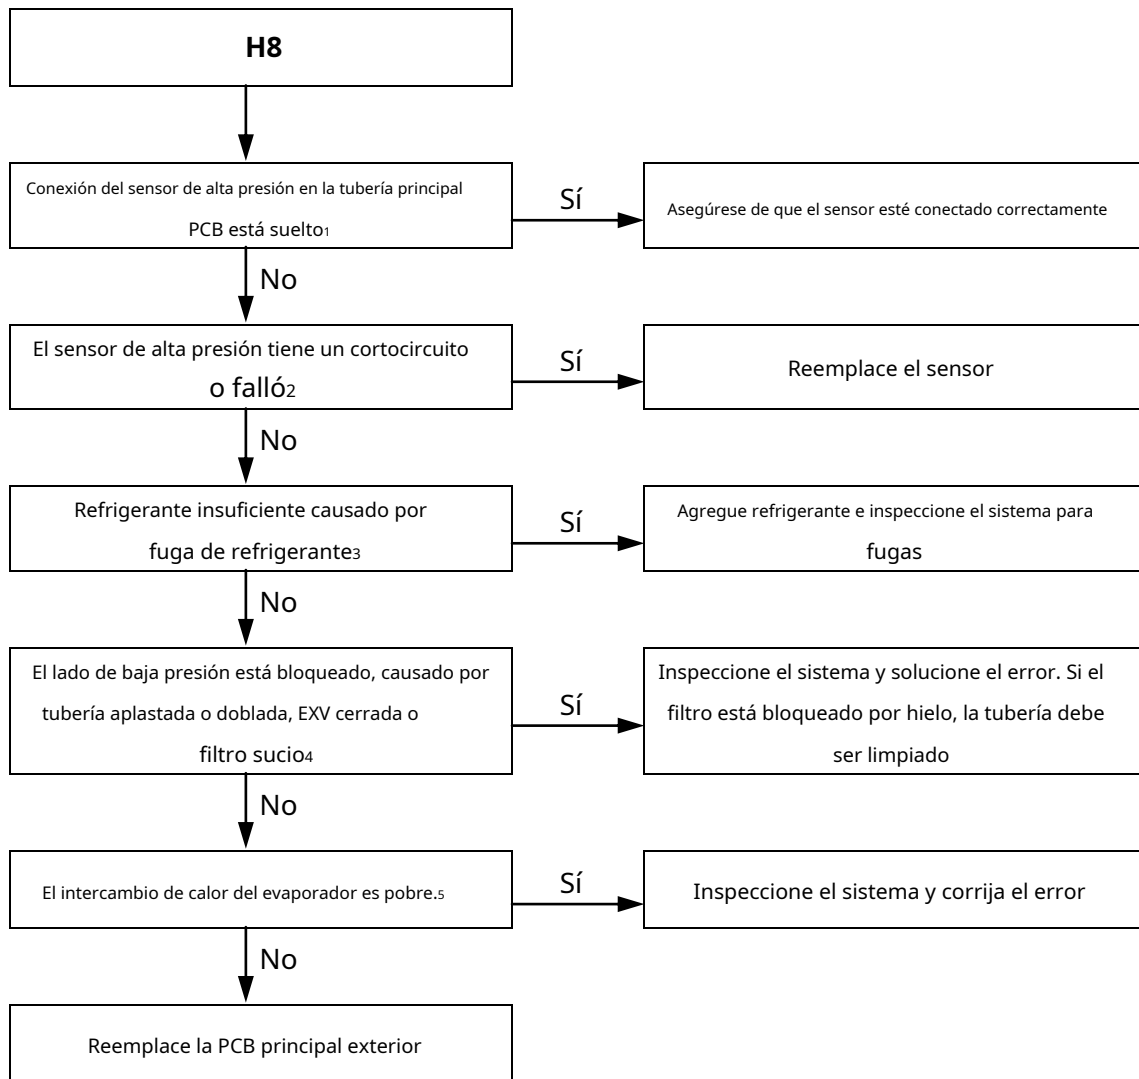 H8
Conexión del sensor de alta presión en la tubería principal
PCB está suelto1
Sí
Asegúrese de que el sensor esté conectado correctamente
No
El sensor de alta presión tiene un cortocircuito
o falló2
Sí
Reemplace el sensor
No
Refrigerante insuficiente causado por
fuga de refrigerante3
Sí
Agregue refrigerante e inspeccione el sistema para
fugas
No
El lado de baja presión está bloqueado, causado por
tubería aplastada o doblada, EXV cerrada o
filtro sucio4
Sí
Inspeccione el sistema y solucione el error. Si el
filtro está bloqueado por hielo, la tubería debe
ser limpiado
No
El intercambio de calor del evaporador es pobre.5
Sí
Inspeccione el sistema y corrija el error
No
Reemplace la PCB principal exterior